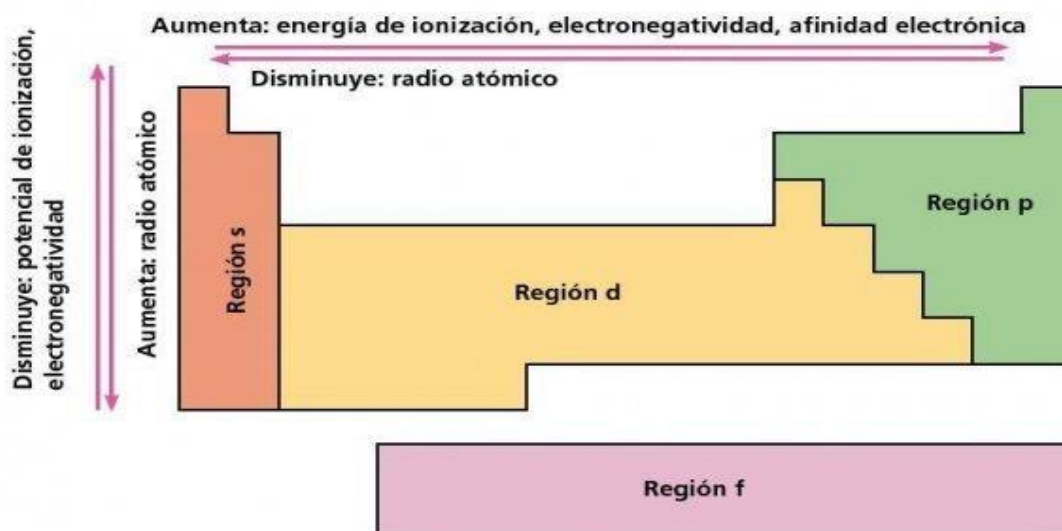 Aumenta: energía de ionización, electronegatividad, afinidad electrónica
Disminuye: radio atómico
Disminuye: potencial de ionización,
electronegatividad
Aumenta: radio atómico
Región s
Región d
Región p
Región f